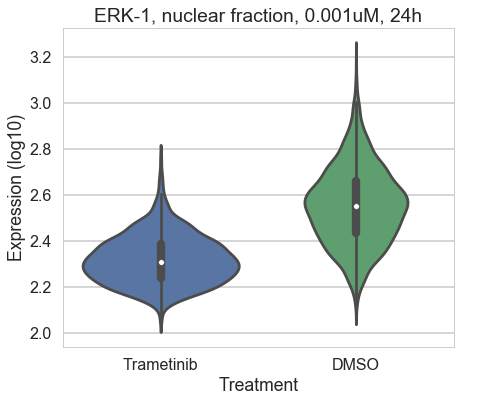 ERK-1, nuclear fraction, 0.001uM, 24h
Expression (log10)
3.2
3.0
2.8
2.6
2.4
2.2
2.0
Trametinib DMSO
Treatment